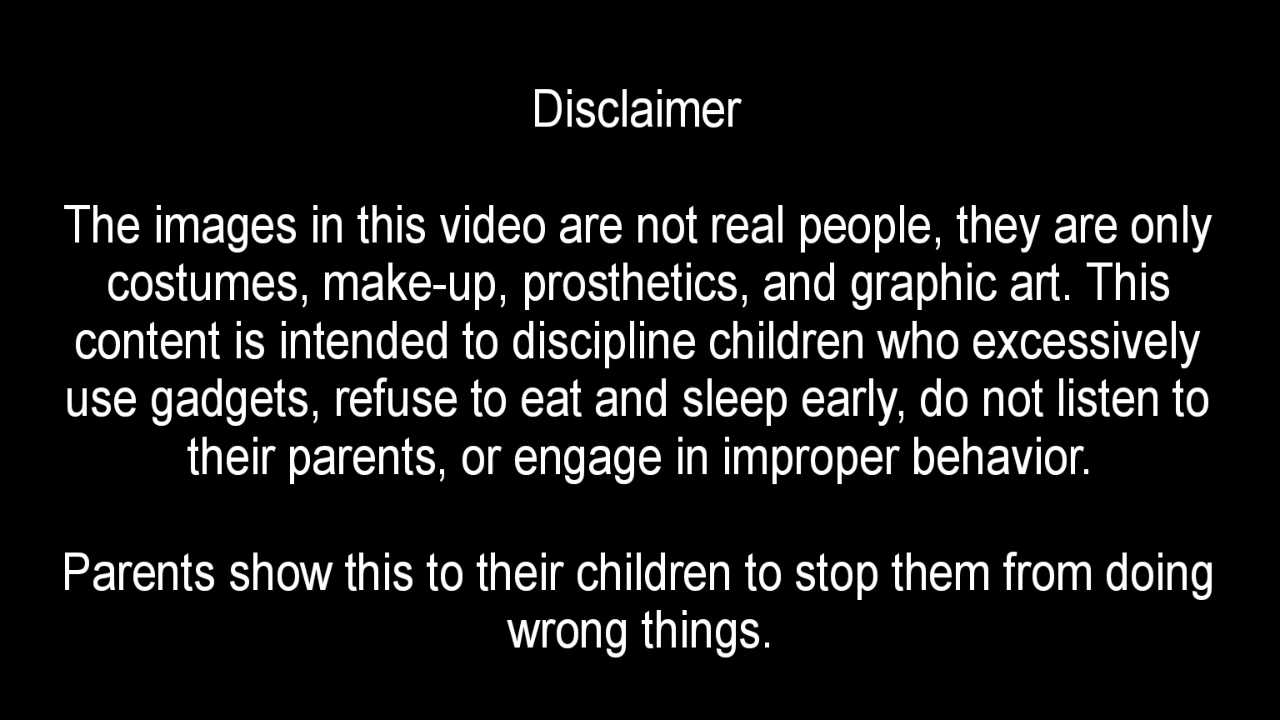 Disclaimer
The images in this video are not real people, they are only
costumes, make-up, prosthetics, and graphic art. This
content is intended to discipline children who excessively
use gadgets, refuse to eat and sleep early, do not listen to
their parents, or engage in improper behavior.
Parents show this to their children to stop them from doing
wrong things.